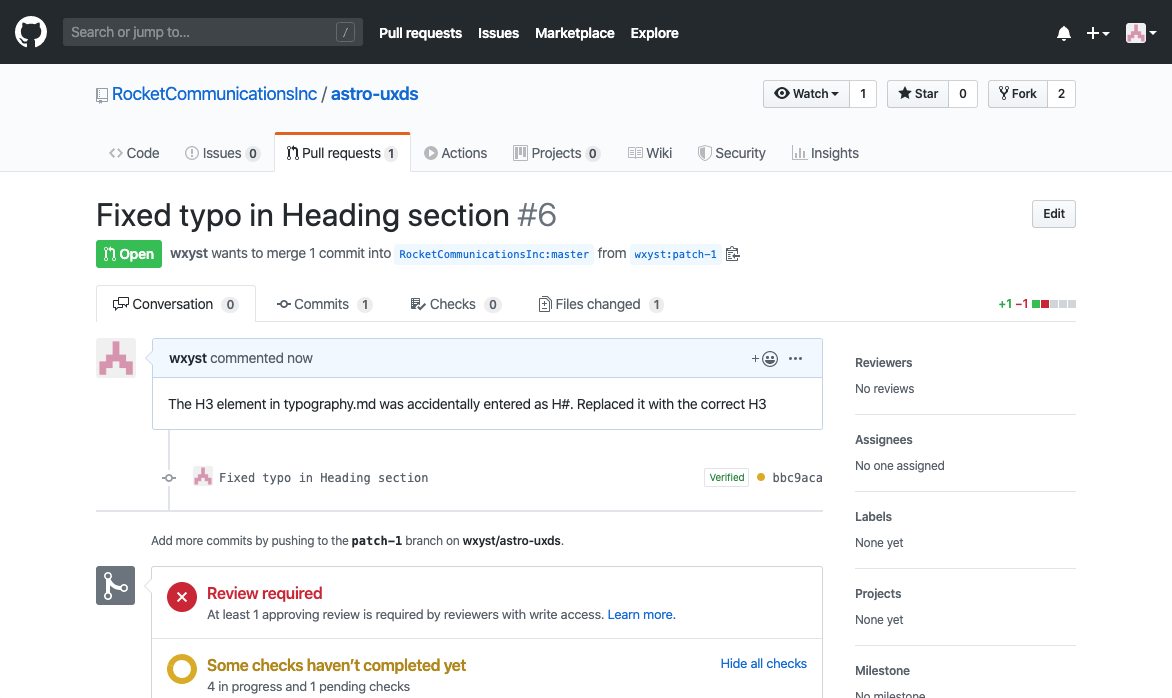 Search or jump to... /
Pull requests Issues Marketplace Explore
RocketCommunicationsInc / astro-uxds
Watch 1 Star 0 Fork 2
Code Issues 0 Pull requests 1 Actions Projects 0 Wiki Security Insights
Fixed typo in Heading section #6
Edit
Open wxyst wants to merge 1 commit into RocketCommunicationsInc:master from wxyst:patch-1
Conversation 0 Commits 1 Checks 0 Files changed 1 +1 −1
wxyst commented now
The H3 element in typography.md was accidentally entered as H#. Replaced it with the correct H3
Fixed typo in Heading section Verified bbc9aca
Add more commits by pushing to the patch-1 branch on wxyst/astro-uxds.
Review required
At least 1 approving review is required by reviewers with write access. Learn more.
Some checks haven’t completed yet Hide all checks
4 in progress and 1 pending checks
Reviewers
No reviews
Assignees
No one assigned
Labels
None yet
Projects
None yet
Milestone
No milestone